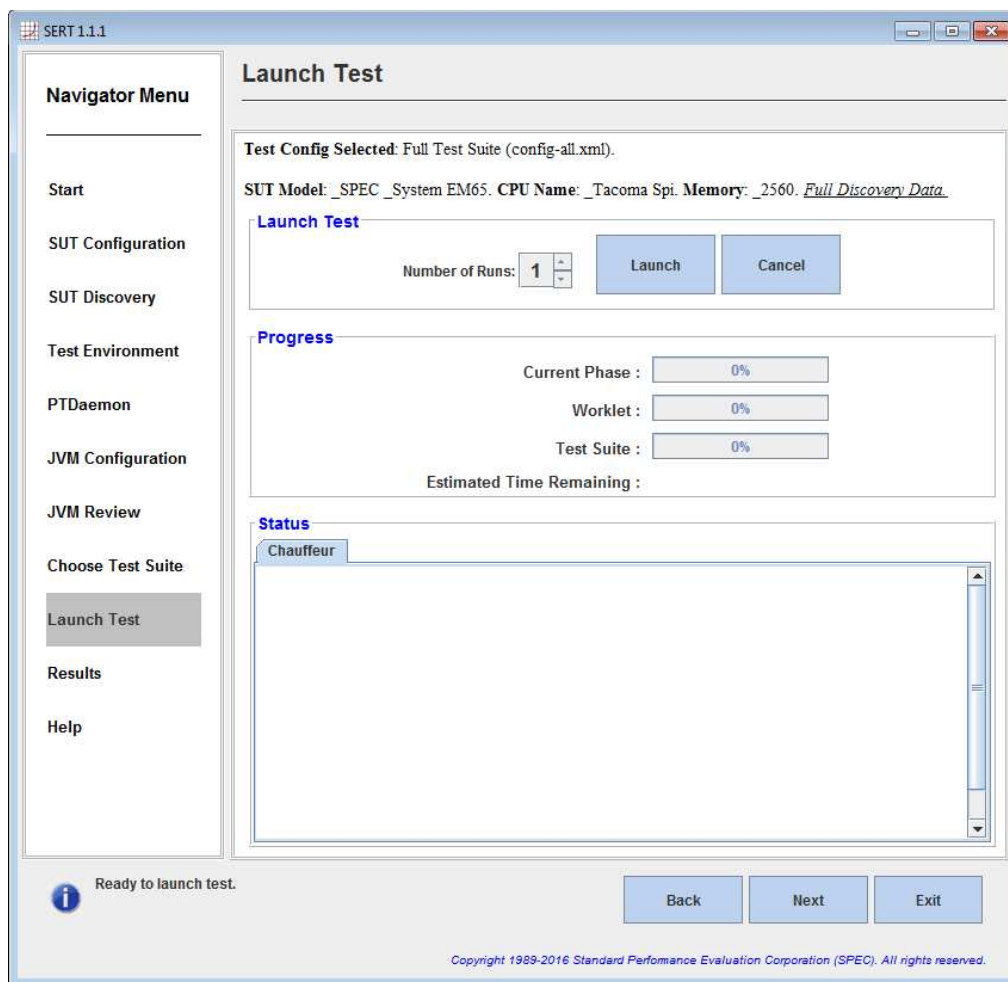 SERT 1.1.1
Navigator Menu
Start
SUT Configuration
SUT Discovery
Test Environment
PTDaemon
JVM Configuration
JVM Review
Choose Test Suite
Launch Test
Results
Help
Launch Test
Test Config Selected: Full Test Suite (config-all.xml).
SUT Model: _SPEC _System EM65. CPU Name: _Tacoma Spi. Memory: _2560. Full Discovery Data.
Launch Test
Number of Runs: 1 Launch Cancel
Progress
Current Phase : 0%
Worklet : 0%
Test Suite : 0%
Estimated Time Remaining :
Status
Chauffeur
Ready to launch test.
Back Next Exit
Copyright 1989-2016 Standard Perfomance Evaluation Corporation (SPEC). All rights reserved.